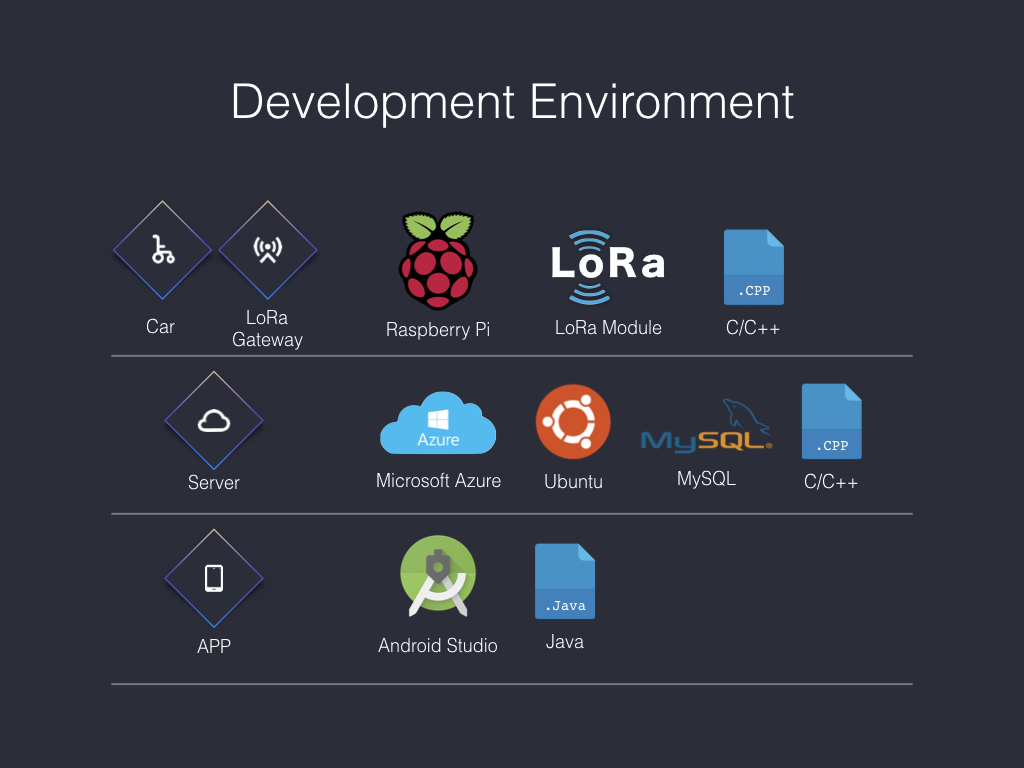 Development Environment
LoRa
.CPP
Car
LoRa
Gateway
Raspberry Pi
LoRa Module
C/C++
Azure
MySQL®
.CPP
Server
Microsoft Azure
Ubuntu
MySQL
C/C++
.Java
APP
Android Studio
Java